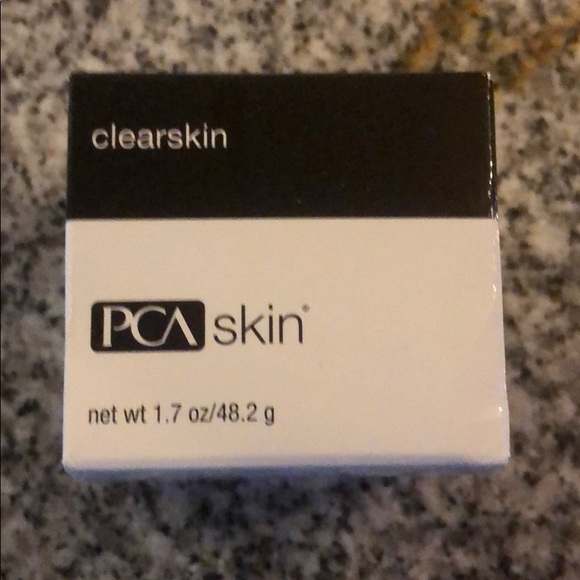 clearskin
PCA skin®
net wt 1.7 oz/48.2 g